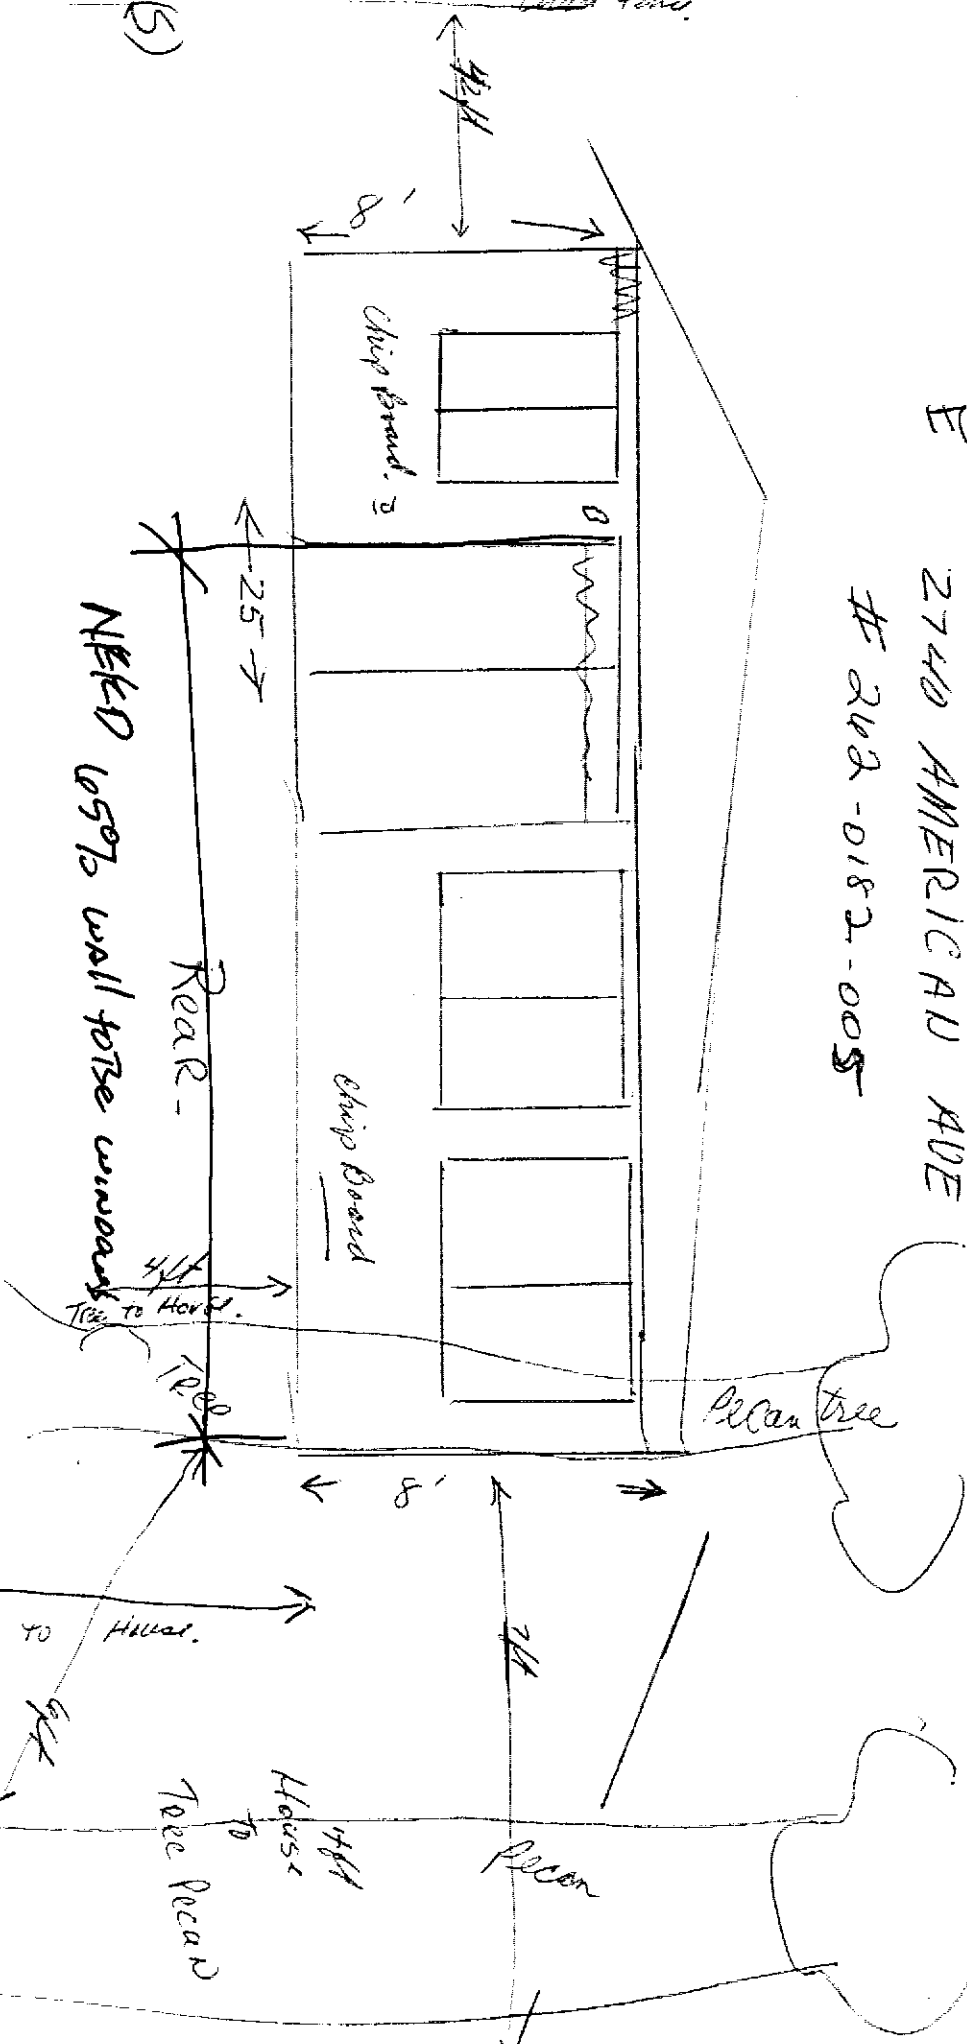 E
2740 AMERICAN AVE
# 262-0182-005
(S)
8'
Chip Board.
Chip Board
← 25 →
Rear -
NEED 65% wall to Be windows
4ft
Tree to House.
Tree
Pecan tree
8'
7ft
TO House.
Pecan
4ft
House
To
Tree Pecan